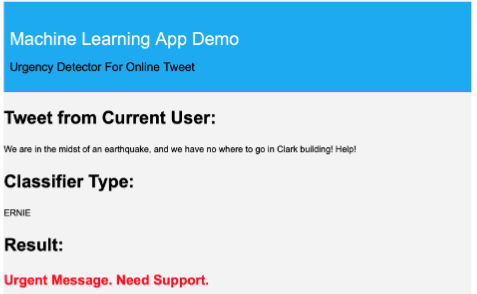 Machine Learning App Demo
Urgency Detector For Online Tweet
Tweet from Current User:
We are in the midst of an earthquake, and we have no where to go in Clark building! Help!
Classifier Type:
ERNIE
Result:
Urgent Message. Need Support.